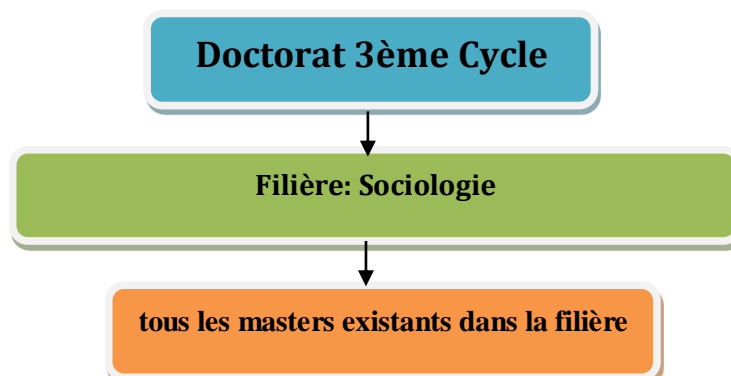 Doctorat 3ème Cycle
Filière: Sociologie
tous les masters existants dans la filière